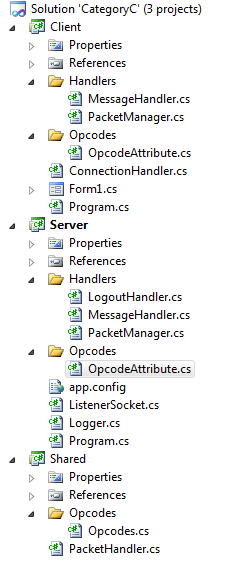 Solution 'CategoryC' (3 projects)
Client
Properties
References
Handlers
MessageHandler.cs
PacketManager.cs
Opcodes
OpcodeAttribute.cs
ConnectionHandler.cs
Form1.cs
Program.cs
Server
Properties
References
Handlers
LogoutHandler.cs
MessageHandler.cs
PacketManager.cs
Opcodes
OpcodeAttribute.cs
app.config
ListenerSocket.cs
Logger.cs
Program.cs
Shared
Properties
References
Opcodes
Opcodes.cs
PacketHandler.cs